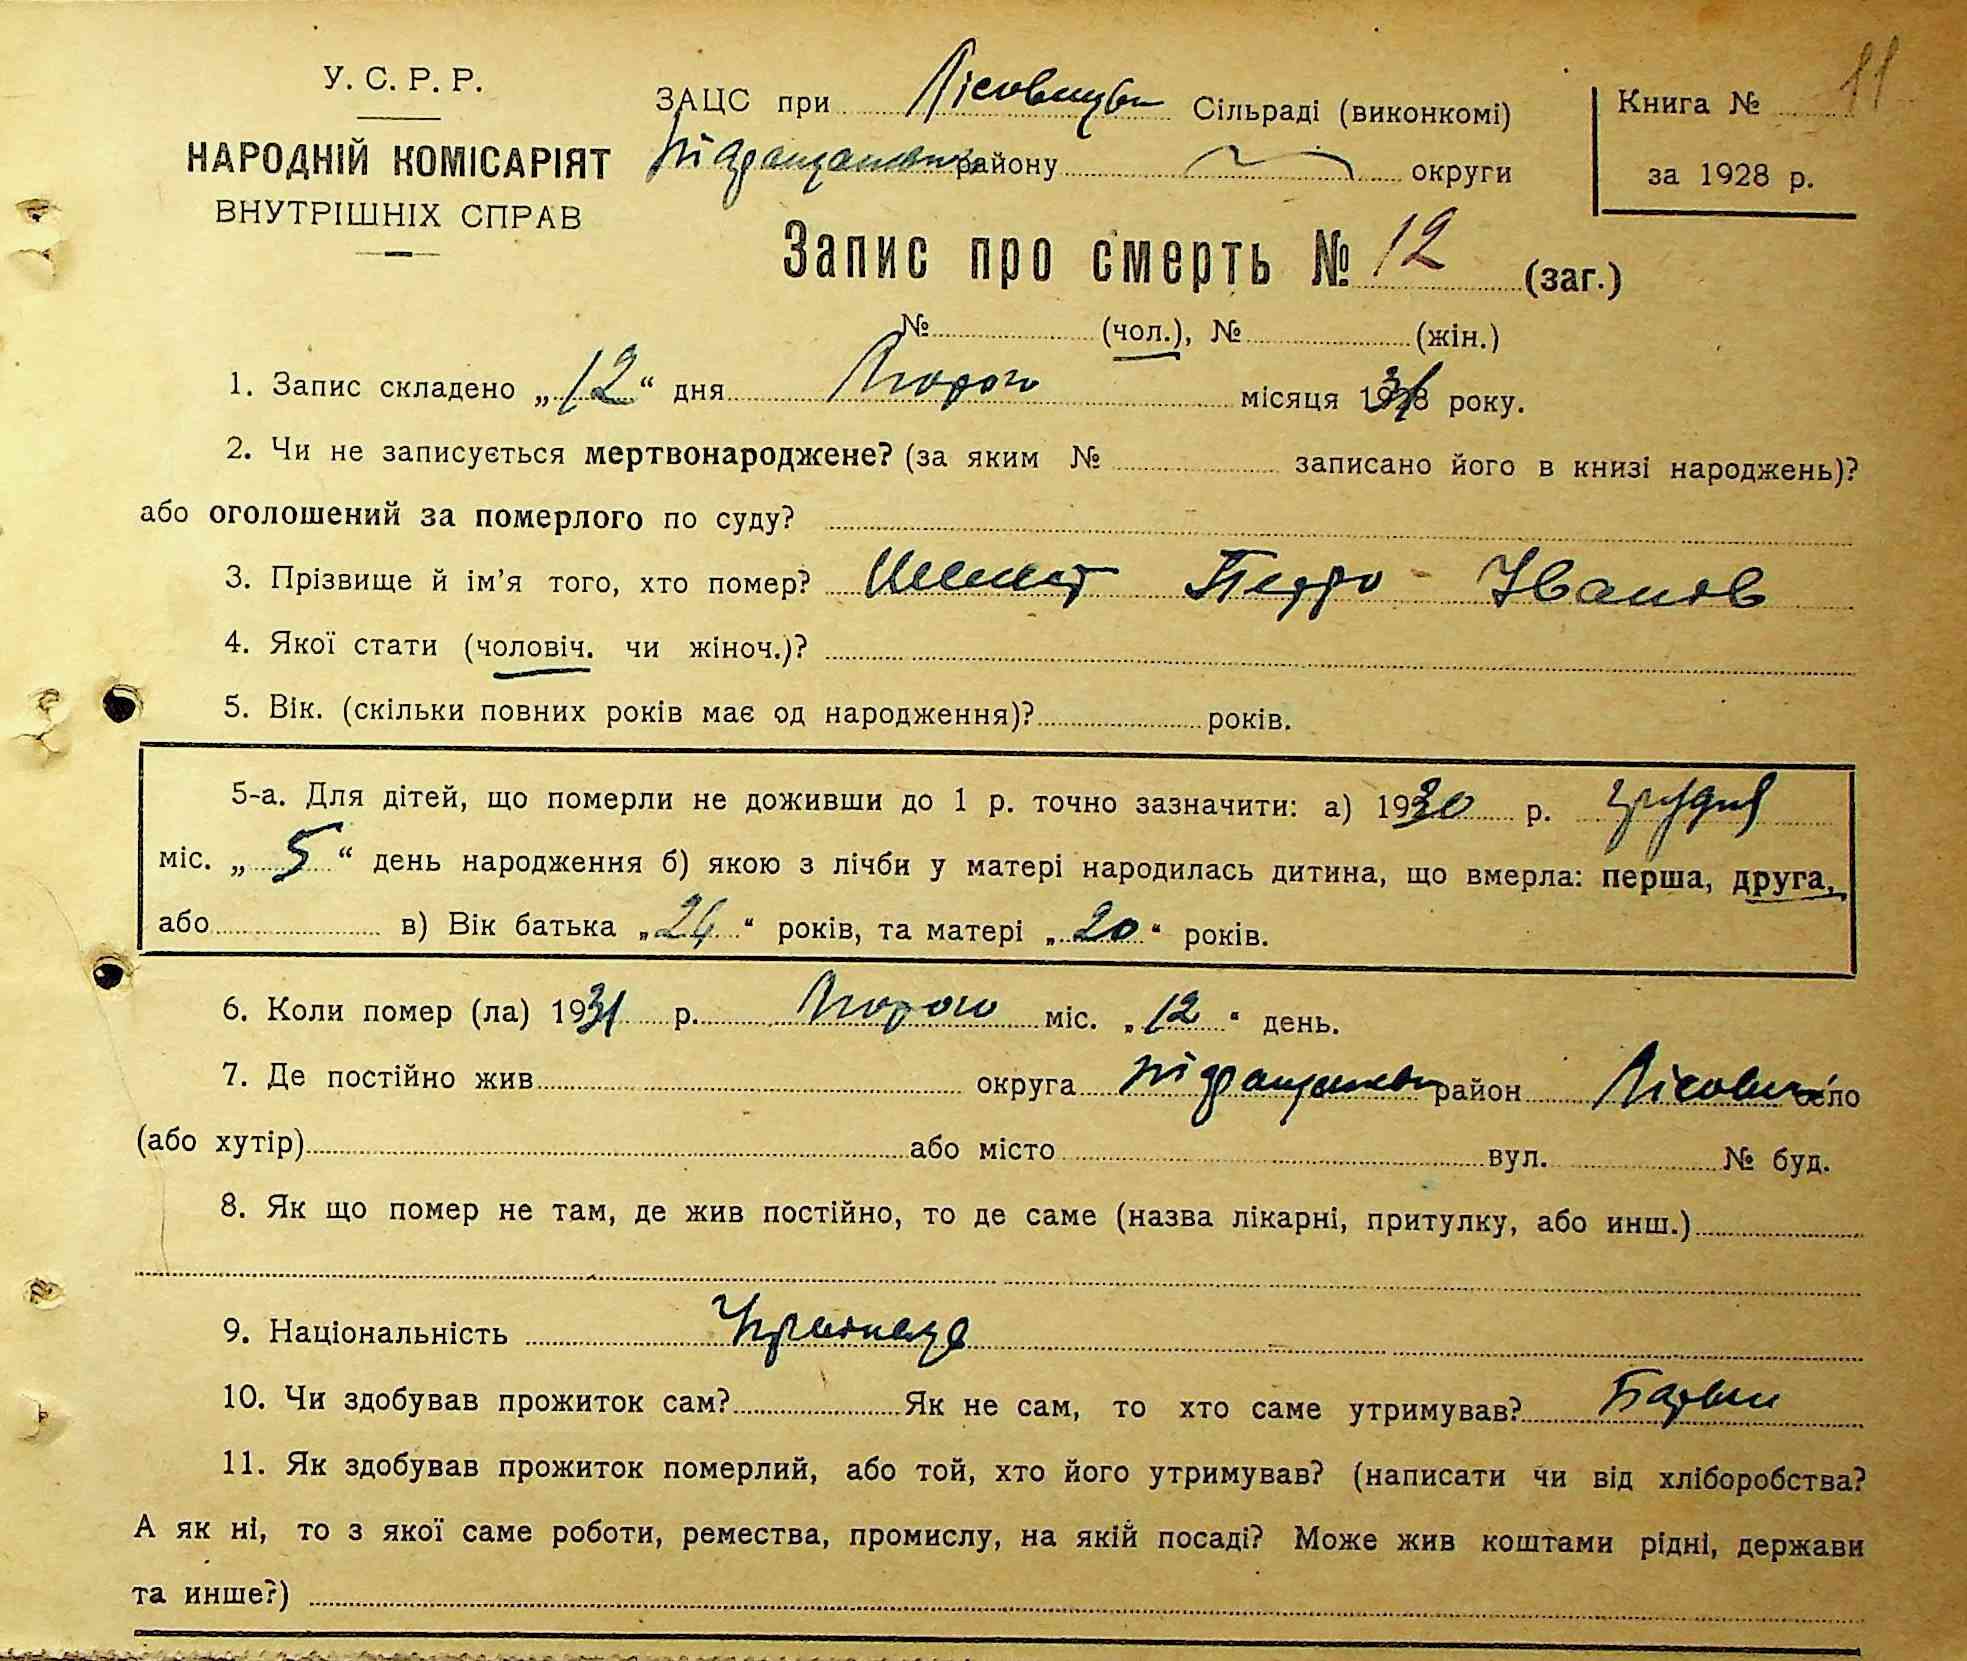 У. С. Р. Р.
НАРОДНІЙ КОМІСАРІЯТ
ВНУТРІШНІХ СПРАВ
ЗАЦС при Сільраді (виконкомі)
району округи
Книга № 11
за 1928 р.
Запис про смерть № 12 (заг.)
№ (чол.), № (жін.)
1. Запис складено „12“ дня Лютого місяця 1931 року.
2. Чи не записується мертвонароджене? (за яким № записано його в книзі народжень)?
або оголошений за померлого по суду?
3. Прізвище й ім’я того, хто помер? Петро Іванов
4. Якої стати (чоловіч. чи жіноч.)?
5. Вік. (скільки повних років має од народження)? років.
5-а. Для дітей, що померли не доживши до 1 р. точно зазначити: а) 1930 р. грудня
міс. „5“ день народження б) якою з лічби у матері народилась дитина, що вмерла: перша, друга,
або в) Вік батька „24“ років, та матері „20“ років.
6. Коли помер (ла) 1931 р. Лютого міс. „12“ день.
7. Де постійно жив округа район Лісовичі село
(або хутір) або місто вул. № буд.
8. Як що помер не там, де жив постійно, то де саме (назва лікарні, притулку, або инш.)
9. Національність Українець
10. Чи здобував прожиток сам? Як не сам, то хто саме утримував? Батьки
11. Як здобував прожиток померлий, або той, хто його утримував? (написати чи від хліборобства?
А як ні, то з якої саме роботи, ремества, промислу, на якій посаді? Може жив коштами рідні, держави
та инше?)